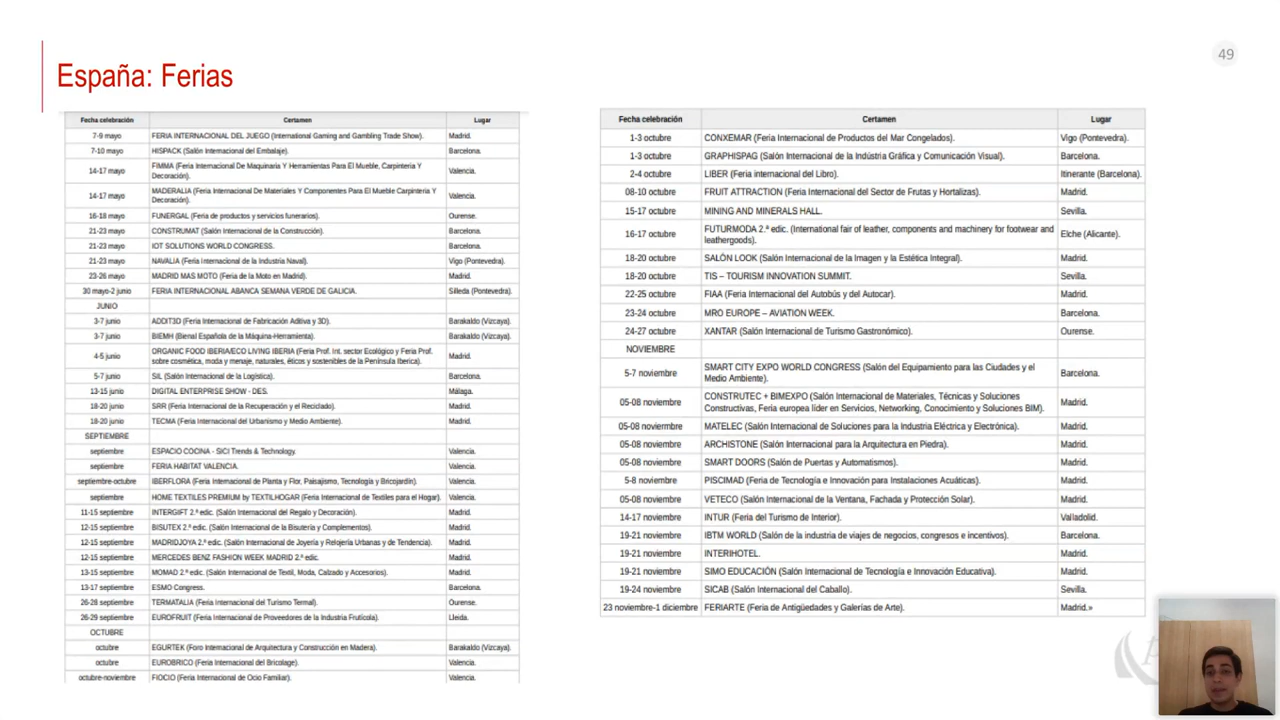 49
España: Ferias
Fecha celebración Certamen Lugar
7-9 mayo FERIA INTERNACIONAL DEL JUEGO (International Gaming and Gambling Trade Show). Madrid.
7-10 mayo HISPACK (Salón Internacional del Embalaje). Barcelona.
14-17 mayo FIMMA (Feria Internacional De Maquinaria Y Herramientas Para El Mueble, Carpintería Y
Decoración). Valencia.
14-17 mayo MADERALIA (Feria Internacional De Materiales Y Componentes Para El Mueble Carpintería Y
Decoración). Valencia.
16-18 mayo FUNERGAL (Feria de productos y servicios funerarios). Ourense.
21-23 mayo CONSTRUMAT (Salón Internacional de la Construcción). Barcelona.
21-23 mayo IOT SOLUTIONS WORLD CONGRESS. Barcelona.
21-23 mayo NAVALIA (Feria Internacional de la Industria Naval). Vigo (Pontevedra).
23-26 mayo MADRID MAS MOTO (Feria de la Moto en Madrid). Madrid.
30 mayo-2 junio FERIA INTERNACIONAL ABANCA SEMANA VERDE DE GALICIA. Silleda (Pontevedra).
JUNIO
3-7 junio ADDIT3D (Feria Internacional de Fabricación Aditiva y 3D). Barakaldo (Vizcaya).
3-7 junio BIEMH (Bienal Española de la Máquina-Herramienta). Barakaldo (Vizcaya).
4-5 junio ORGANIC FOOD IBERIA/ECO LIVING IBERIA (Feria Prof. Int. sector Ecológico y Feria Prof.
sobre cosmética, moda y menaje, naturales, éticos y sostenibles de la Península Iberica). Madrid.
5-7 junio SIL (Salón Internacional de la Logística). Barcelona.
13-15 junio DIGITAL ENTERPRISE SHOW - DES. Málaga.
18-20 junio SRR (Feria Internacional de la Recuperación y el Reciclado). Madrid.
18-20 junio TECMA (Feria Internacional del Urbanismo y Medio Ambiente). Madrid.
SEPTIEMBRE
septiembre ESPACIO COCINA - SICI Trends & Technology. Valencia.
septiembre FERIA HABITAT VALENCIA. Valencia.
septiembre-octubre IBERFLORA (Feria Internacional de Planta y Flor, Paisajismo, Tecnología y Bricojardín). Valencia.
septiembre HOME TEXTILES PREMIUM by TEXTILHOGAR (Feria Internacional de Textiles para el Hogar). Valencia.
11-15 septiembre INTERGIFT 2.ª edic. (Salón Internacional del Regalo y Decoración). Madrid.
12-15 septiembre BISUTEX 2.ª edic. (Salón Internacional de la Bisutería y Complementos). Madrid.
12-15 septiembre MADRIDJOYA 2.ª edic. (Salón Internacional de Joyería y Relojería Urbanas y de Tendencia). Madrid.
12-15 septiembre MERCEDES BENZ FASHION WEEK MADRID 2.ª edic. Madrid.
13-15 septiembre MOMAD 2.ª edic. (Salón Internacional de Textil, Moda, Calzado y Accesorios). Madrid.
13-17 septiembre ESMO Congress. Barcelona.
26-28 septiembre TERMATALIA (Feria Internacional del Turismo Termal). Ourense.
26-29 septiembre EUROFRUIT (Feria Internacional de Proveedores de la Industria Frutícola). Lleida.
OCTUBRE
octubre EGURTEK (Foro Internacional de Arquitectura y Construcción en Madera). Barakaldo (Vizcaya).
octubre EUROBRICO (Feria Internacional del Bricolage). Valencia.
octubre-noviembre FIOCIO (Feria Internacional de Ocio Familiar). Valencia.
Fecha celebración Certamen Lugar
1-3 octubre CONXEMAR (Feria Internacional de Productos del Mar Congelados). Vigo (Pontevedra).
1-3 octubre GRAPHISPAG (Salón Internacional de la Indústria Gráfica y Comunicación Visual). Barcelona.
2-4 octubre LIBER (Feria internacional del Libro). Itinerante (Barcelona).
08-10 octubre FRUIT ATTRACTION (Feria Internacional del Sector de Frutas y Hortalizas). Madrid.
15-17 octubre MINING AND MINERALS HALL. Sevilla.
16-17 octubre FUTURMODA 2.ª edic. (International fair of leather, components and machinery for footwear and
leathergoods). Elche (Alicante).
18-20 octubre SALÓN LOOK (Salón Internacional de la Imagen y la Estética Integral). Madrid.
18-20 octubre TIS – TOURISM INNOVATION SUMMIT. Sevilla.
22-25 octubre FIAA (Feria Internacional del Autobús y del Autocar). Madrid.
23-24 octubre MRO EUROPE – AVIATION WEEK. Barcelona.
24-27 octubre XANTAR (Salón Internacional de Turismo Gastronómico). Ourense.
NOVIEMBRE
5-7 noviembre SMART CITY EXPO WORLD CONGRESS (Salón del Equipamiento para las Ciudades y el
Medio Ambiente). Barcelona.
05-08 noviembre CONSTRUTEC + BIMEXPO (Salón Internacional de Materiales, Técnicas y Soluciones
Constructivas, Feria europea líder en Servicios, Networking, Conocimiento y Soluciones BIM). Madrid.
05-08 noviermbre MATELEC (Salón Internacional de Soluciones para la Industria Eléctrica y Electrónica). Madrid.
05-08 noviembre ARCHISTONE (Salón Internacional para la Arquitectura en Piedra). Madrid.
05-08 noviembre SMART DOORS (Salón de Puertas y Automatismos). Madrid.
5-8 noviembre PISCIMAD (Feria de Tecnología e Innovación para Instalaciones Acuáticas). Madrid.
05-08 noviembre VETECO (Salón Internacional de la Ventana, Fachada y Protección Solar). Madrid.
14-17 noviembre INTUR (Feria del Turismo de Interior). Valladolid.
19-21 noviembre IBTM WORLD (Salón de la industria de viajes de negocios, congresos e incentivos). Barcelona.
19-21 noviembre INTERIHOTEL. Madrid.
19-21 noviembre SIMO EDUCACIÓN (Salón Internacional de Tecnología e Innovación Educativa). Madrid.
19-24 noviembre SICAB (Salón Internacional del Caballo). Sevilla.
23 noviembre-1 diciembre FERIARTE (Feria de Antigüedades y Galerías de Arte). Madrid.»